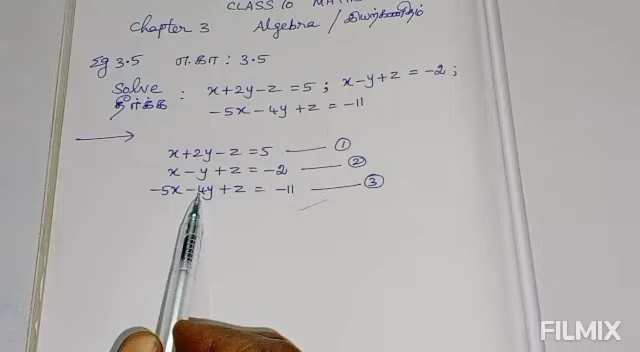 CLASS 10 MATH
Chapter 3 Algebra / இயற்கணிதம்
Eg 3.5 எ.கா : 3.5
Solve : x+2y-z = 5 ; x-y+z = -2 ;
தீர்க்க -5x-4y+z = -11
x+2y-z = 5 —— ①
x-y+z = -2 —— ②
-5x-4y+z = -11 —— ③
FILMIX